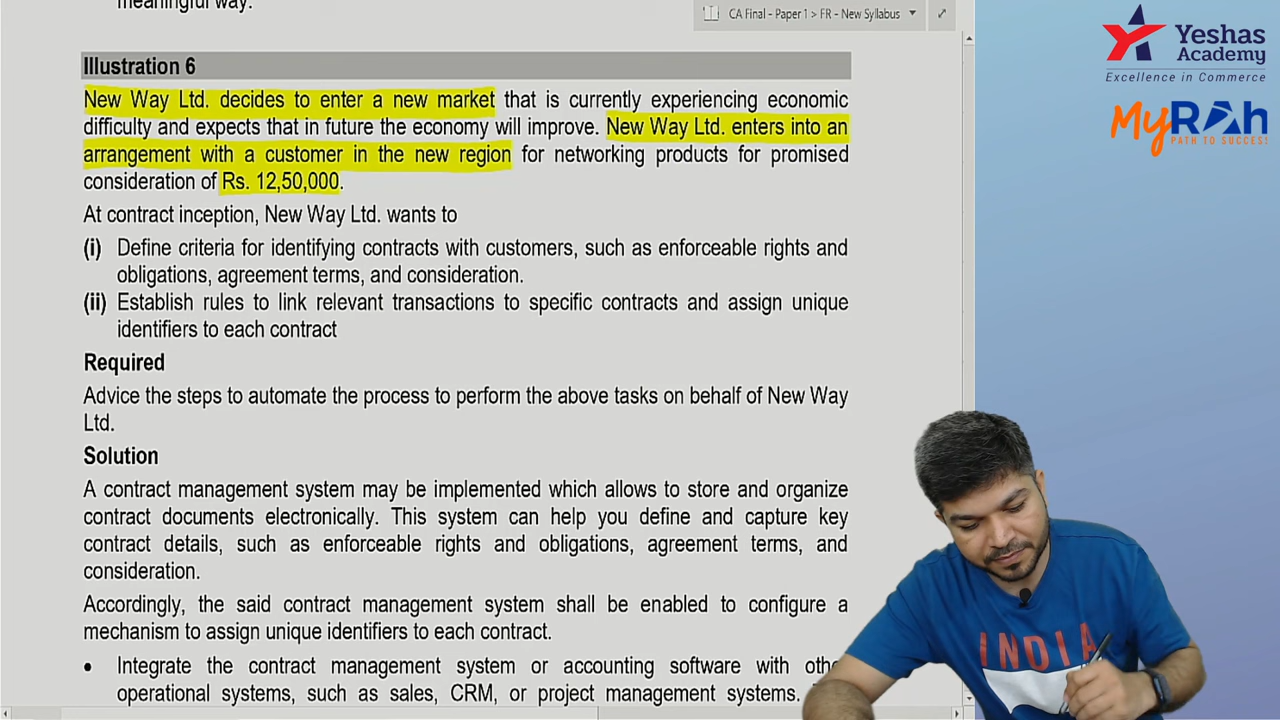 meaningful way.
CA Final - Paper 1 > FR - New Syllabus
Illustration 6
New Way Ltd. decides to enter a new market that is currently experiencing economic
difficulty and expects that in future the economy will improve. New Way Ltd. enters into an
arrangement with a customer in the new region for networking products for promised
consideration of Rs. 12,50,000.
At contract inception, New Way Ltd. wants to
(i) Define criteria for identifying contracts with customers, such as enforceable rights and
obligations, agreement terms, and consideration.
(ii) Establish rules to link relevant transactions to specific contracts and assign unique
identifiers to each contract
Required
Advice the steps to automate the process to perform the above tasks on behalf of New Way
Ltd.
Solution
A contract management system may be implemented which allows to store and organize
contract documents electronically. This system can help you define and capture key
contract details, such as enforceable rights and obligations, agreement terms, and
consideration.
Accordingly, the said contract management system shall be enabled to configure a
mechanism to assign unique identifiers to each contract.
• Integrate the contract management system or accounting software with othe
operational systems, such as sales, CRM, or project management systems.
Yeshas
Academy
Excellence in Commerce
MyRAh
PATH TO SUCCESS
INDIA